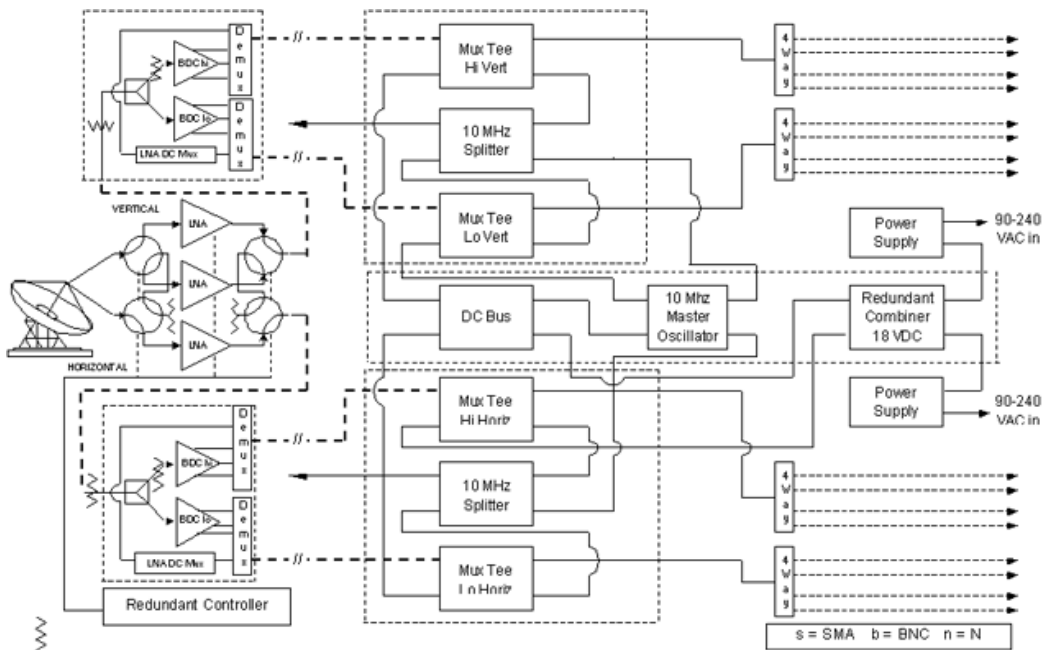 Demux
BDC hi
BDC lo
Demux
LNA DC Mux
Mux Tee
Hi Vert
10 MHz
Splitter
Mux Tee
Lo Vert
4 Way
4 Way
VERTICAL
LNA
LNA
LNA
HORIZONTAL
DC Bus
10 Mhz
Master
Oscillator
Power
Supply
90-240
VAC in
Redundant
Combiner
18 VDC
Power
Supply
90-240
VAC in
Demux
BDC hi
BDC lo
Demux
LNA DC Mux
Mux Tee
Hi Horiz
10 MHz
Splitter
Mux Tee
Lo Horiz
4 Way
4 Way
Redundant Controller
s = SMA b = BNC n = N